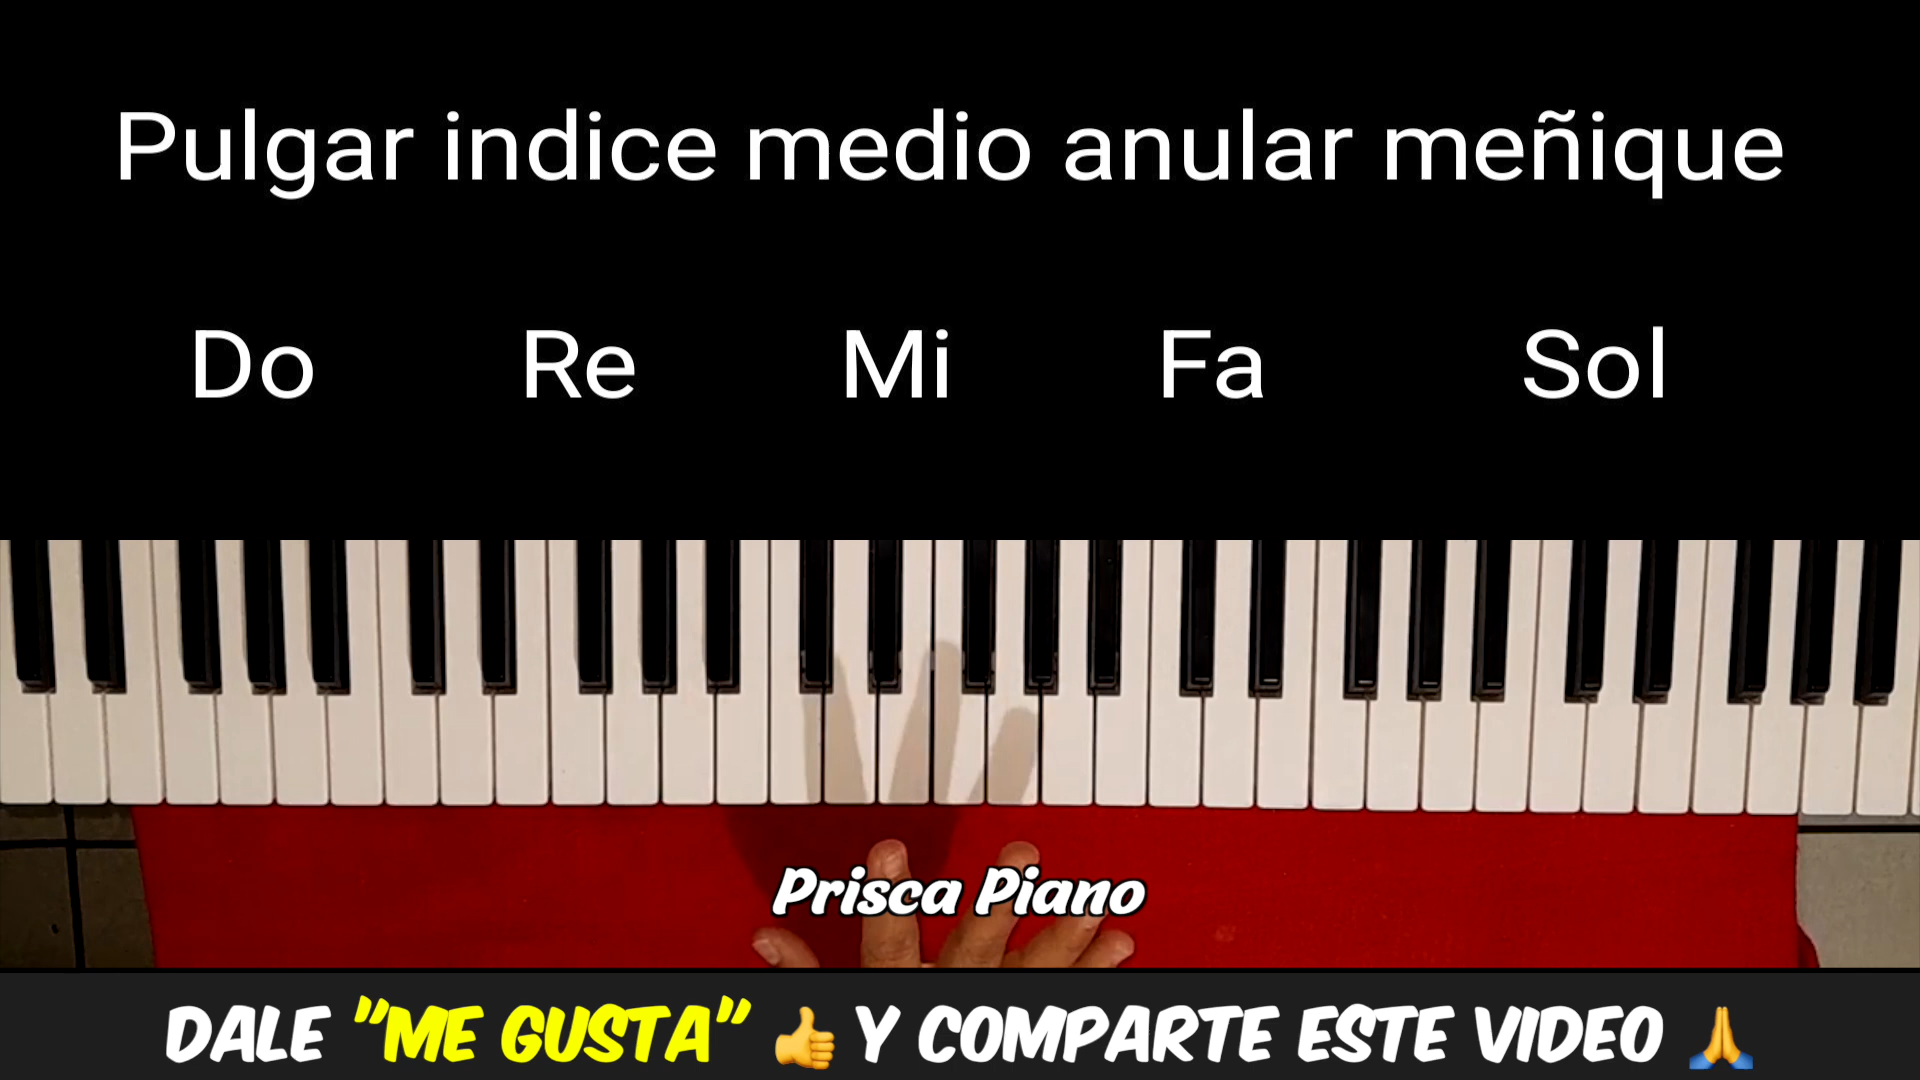 Pulgar indice medio anular meñique
Do Re Mi Fa Sol
Prisca Piano
DALE "ME GUSTA" 👍 Y COMPARTE ESTE VIDEO 🙏